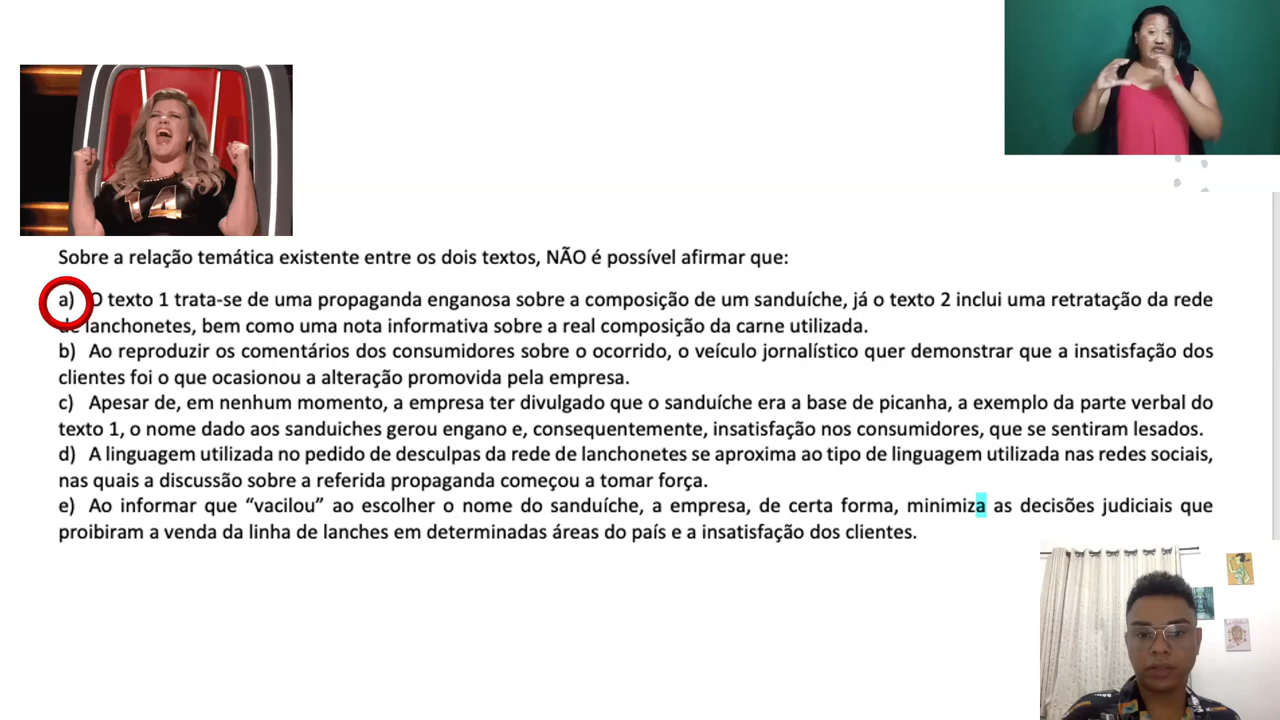 14
Sobre a relação temática existente entre os dois textos, NÃO é possível afirmar que:
a) O texto 1 trata-se de uma propaganda enganosa sobre a composição de um sanduíche, já o texto 2 inclui uma retratação da rede
de lanchonetes, bem como uma nota informativa sobre a real composição da carne utilizada.
b) Ao reproduzir os comentários dos consumidores sobre o ocorrido, o veículo jornalístico quer demonstrar que a insatisfação dos
clientes foi o que ocasionou a alteração promovida pela empresa.
c) Apesar de, em nenhum momento, a empresa ter divulgado que o sanduíche era a base de picanha, a exemplo da parte verbal do
texto 1, o nome dado aos sanduiches gerou engano e, consequentemente, insatisfação nos consumidores, que se sentiram lesados.
d) A linguagem utilizada no pedido de desculpas da rede de lanchonetes se aproxima ao tipo de linguagem utilizada nas redes sociais,
nas quais a discussão sobre a referida propaganda começou a tomar força.
e) Ao informar que “vacilou” ao escolher o nome do sanduíche, a empresa, de certa forma, minimiza as decisões judiciais que
proibiram a venda da linha de lanches em determinadas áreas do país e a insatisfação dos clientes.